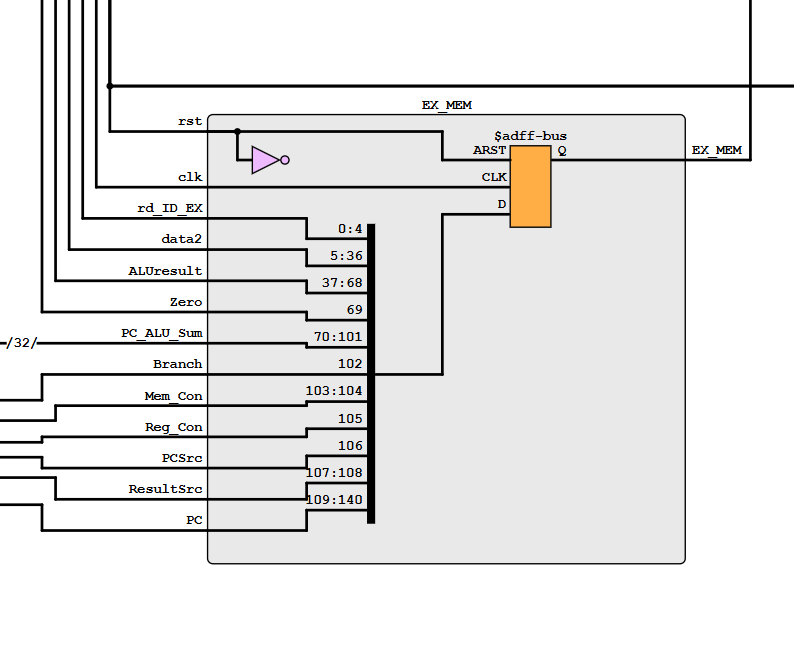 EX_MEM
rst
$adff-bus
ARST
Q
EX_MEM
clk
CLK
rd_ID_EX
D
0:4
data2
5:36
ALUresult
37:68
Zero
69
/32/
PC_ALU_Sum
70:101
Branch
102
Mem_Con
103:104
Reg_Con
105
PCSrc
106
ResultSrc
107:108
PC
109:140